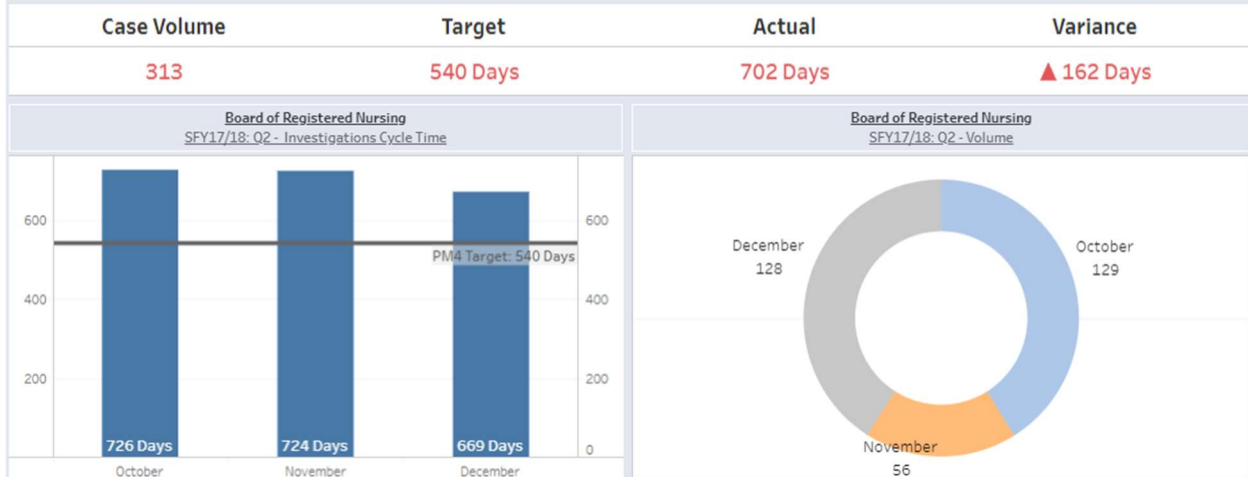 Case Volume Target Actual Variance
313 540 Days 702 Days ▲ 162 Days
Board of Registered Nursing
SFY17/18: Q2 - Investigations Cycle Time
600
400
200
PM4 Target: 540 Days
600
400
200
0
726 Days 724 Days 669 Days
October November December
Board of Registered Nursing
SFY17/18: Q2 - Volume
December
128
October
129
November
56